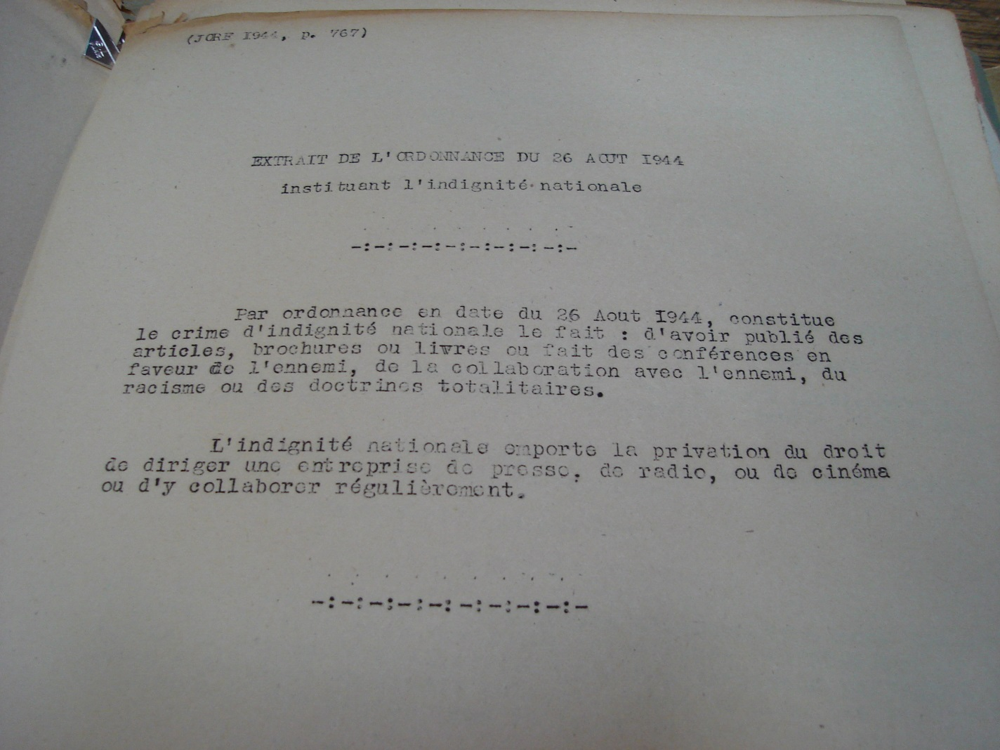 (JORF 1944, p. 767)
EXTRAIT DE L'ORDONNANCE DU 26 AOUT 1944
instituant l'indignité nationale
-:-:-:-:-:-:-:-:-:-
Par ordonnance en date du 26 Aout 1944, constitue
le crime d'indignité nationale le fait : d'avoir publié des
articles, brochures ou livres ou fait des conférences en
faveur de l'ennemi, de la collaboration avec l'ennemi, du
racisme ou des doctrines totalitaires.
L'indignité nationale emporte la privation du droit
de diriger une entreprise de presse, de radio, ou de cinéma
ou d'y collaborer régulièrement.
-:-:-:-:-:-:-:-:-:-